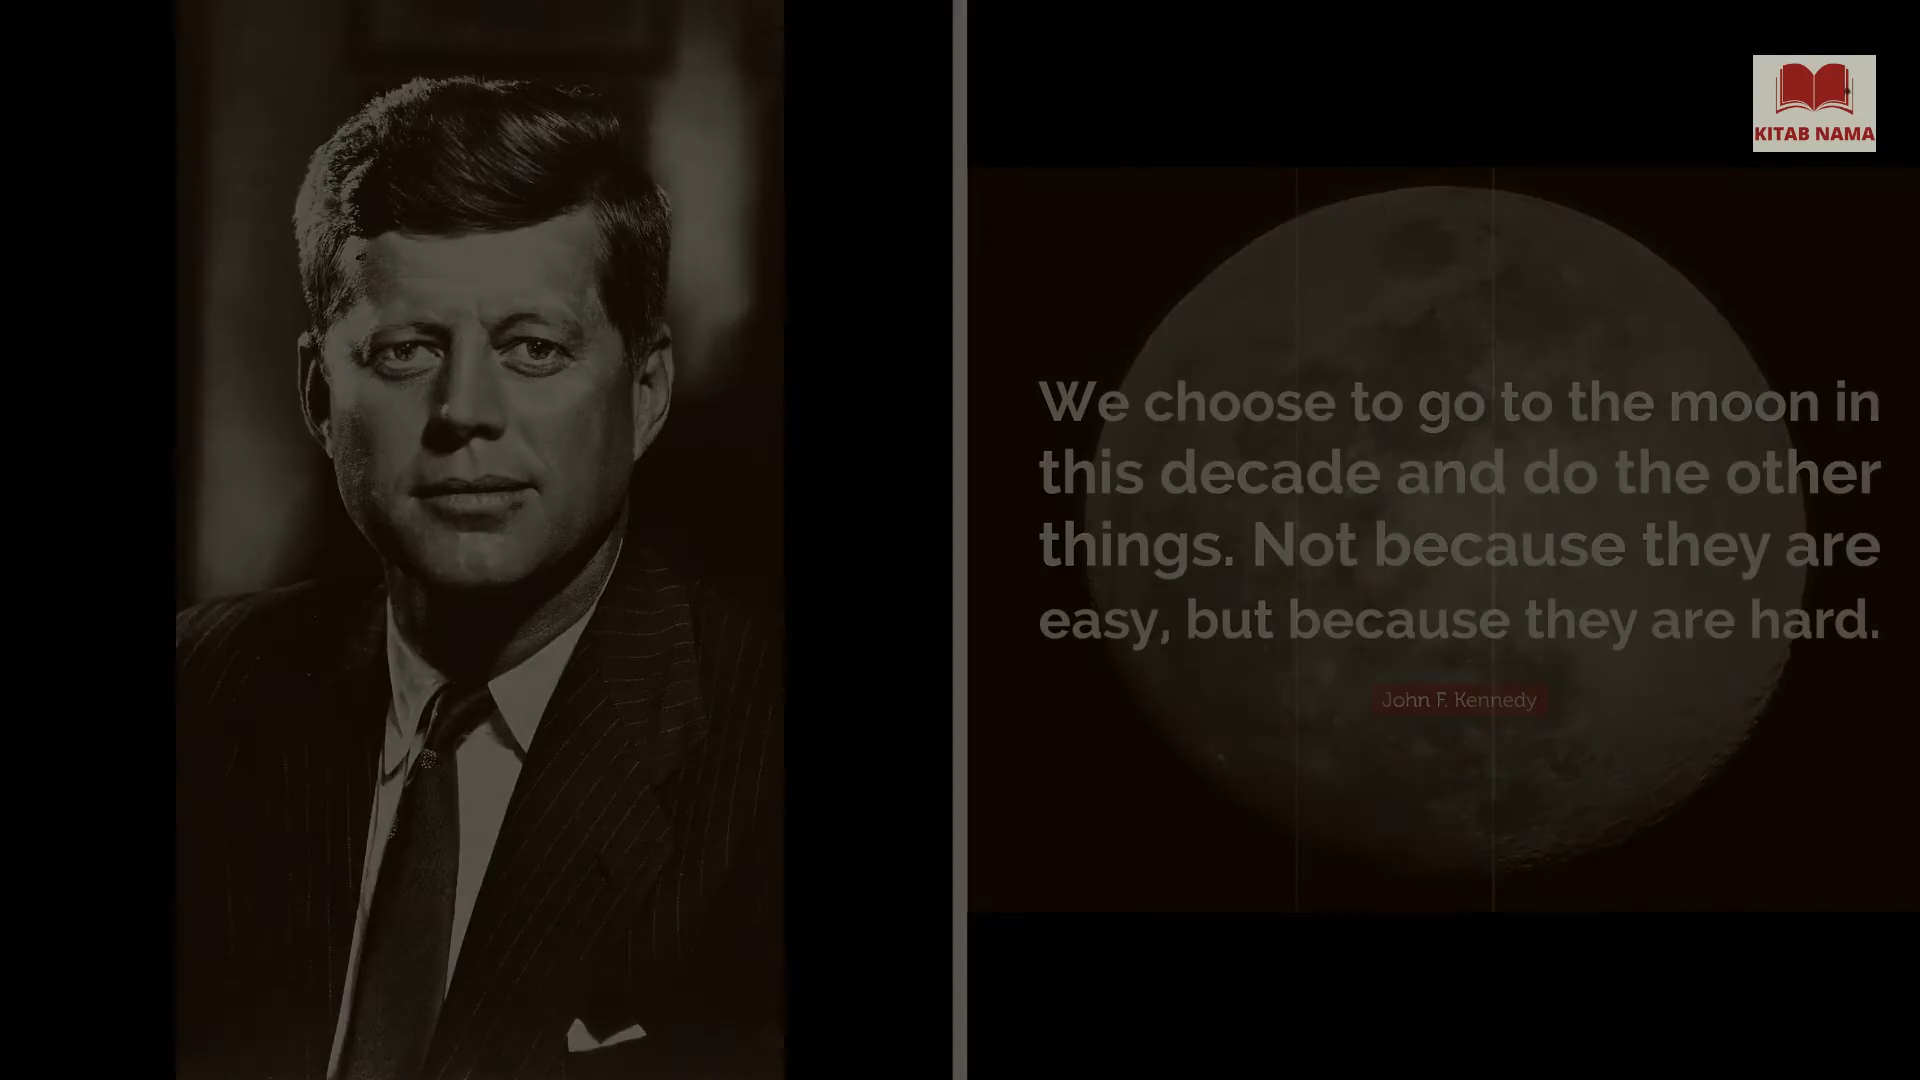 KITAB NAMA
We choose to go to the moon in
this decade and do the other
things. Not because they are
easy, but because they are hard.
John F. Kennedy